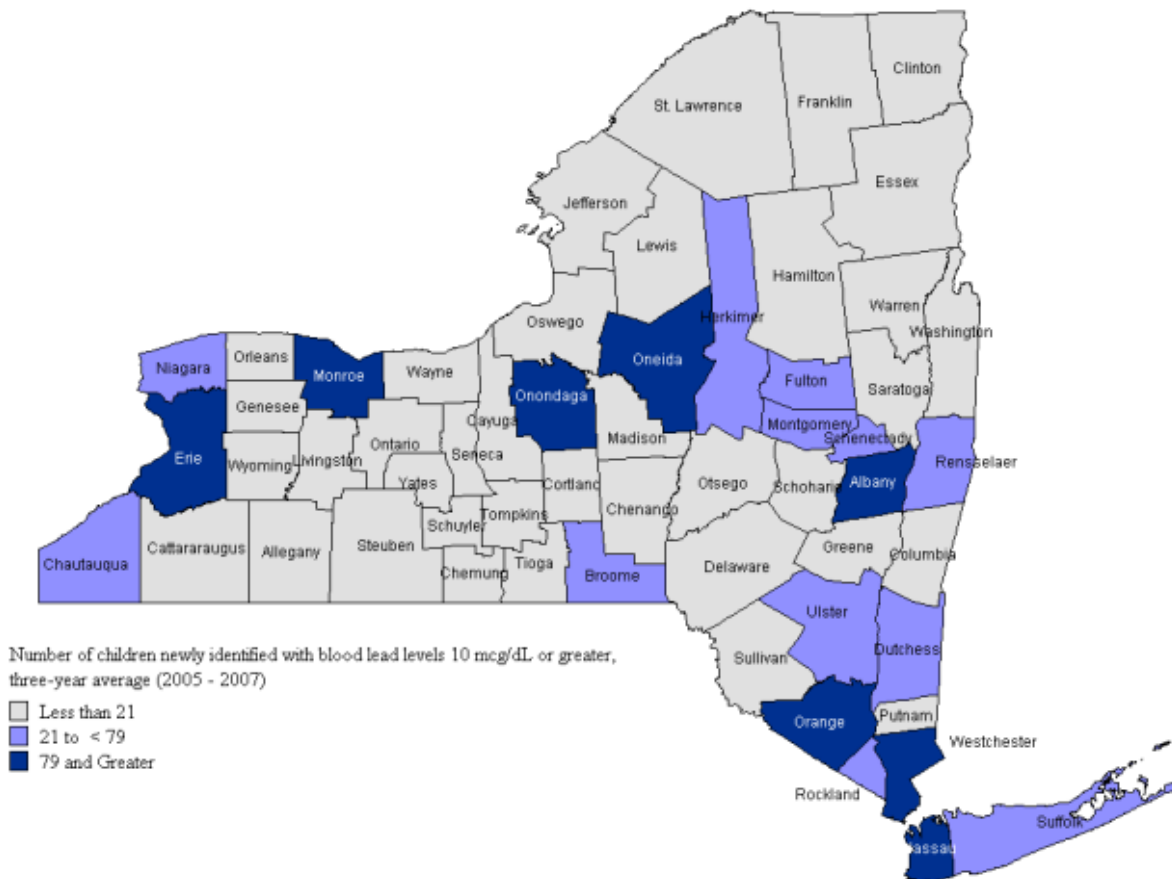 Clinton
Franklin
St. Lawrence
Essex
Jefferson
Lewis
Hamilton
Warren
Washington
Herkimer
Oswego
Oneida
Niagara
Orleans
Monroe
Wayne
Onondaga
Fulton
Saratoga
Genesee
Cayuga
Montgomery
Schenectady
Madison
Ontario
Seneca
Erie
Wyoming
Livingston
Rensselaer
Yates
Cortland
Otsego
Schoharie
Albany
Tompkins
Chenango
Schuyler
Cattararaugus
Allegany
Steuben
Greene
Columbia
Chautauqua
Chemung
Tioga
Broome
Delaware
Ulster
Dutchess
Sullivan
Number of children newly identified with blood lead levels 10 mcg/dL or greater,
three-year average (2005 - 2007)
Less than 21
21 to < 79
79 and Greater
Orange
Putnam
Westchester
Rockland
Suffolk
Nassau